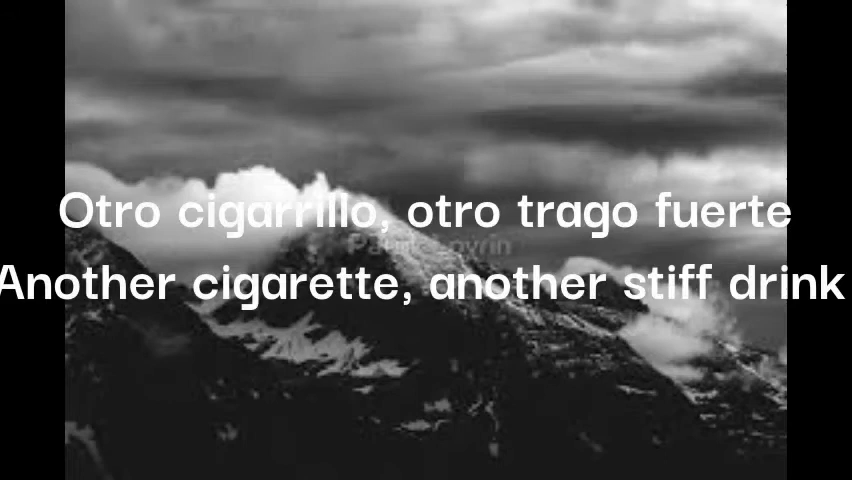 Otro cigarrillo, otro trago fuerte
Another cigarette, another stiff drink